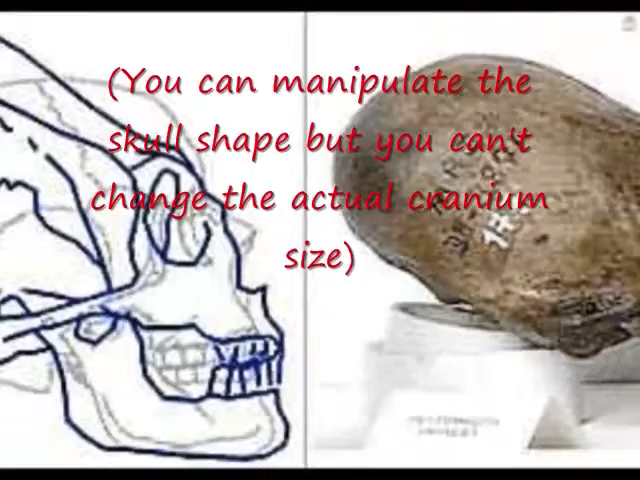 (You can manipulate the
skull shape but you can't
change the actual cranium
size)